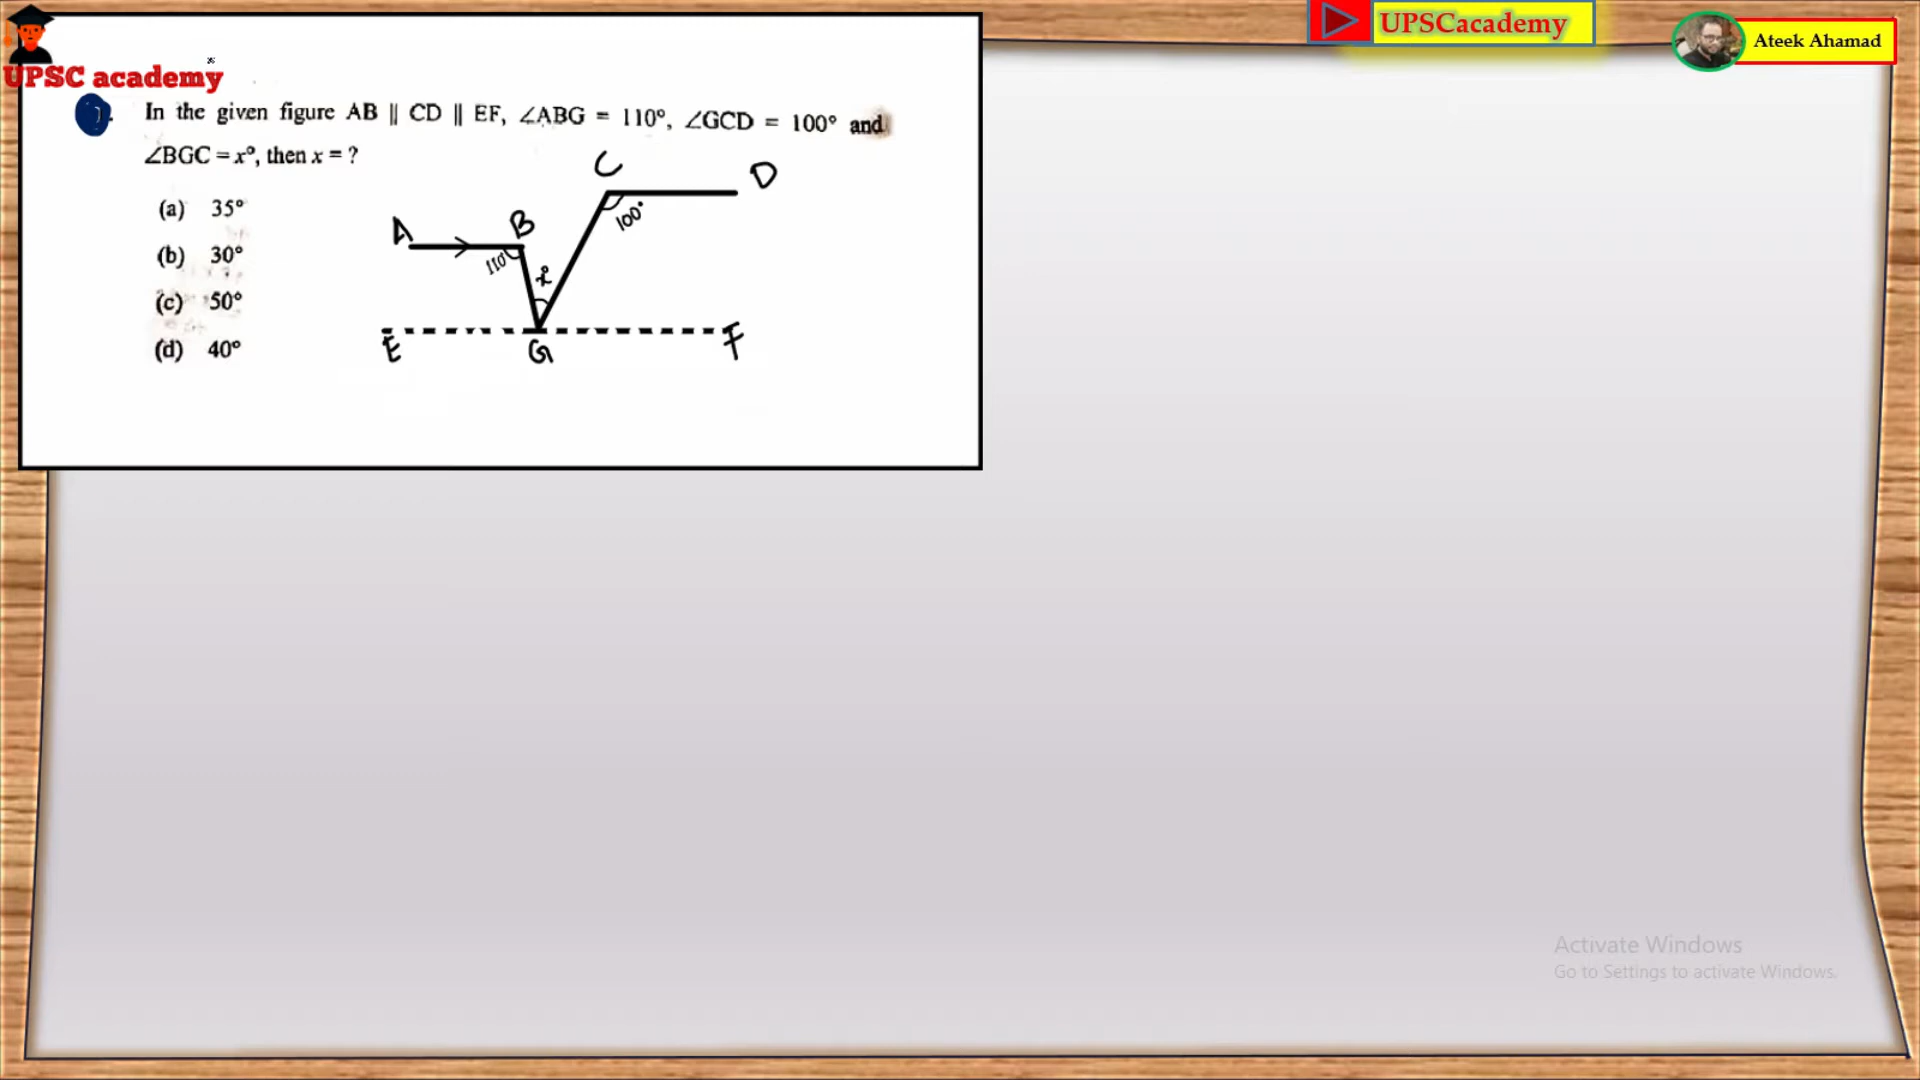 UPSCacademy
Ateek Ahamad
UPSC academy
1. In the given figure AB || CD || EF, ∠ABG = 110°, ∠GCD = 100° and
∠BGC = x°, then x = ?
(a) 35°
(b) 30°
(c) 50°
(d) 40°
C
D
A
B
100°
110°
x°
E
G
F
Activate Windows
Go to Settings to activate Windows.